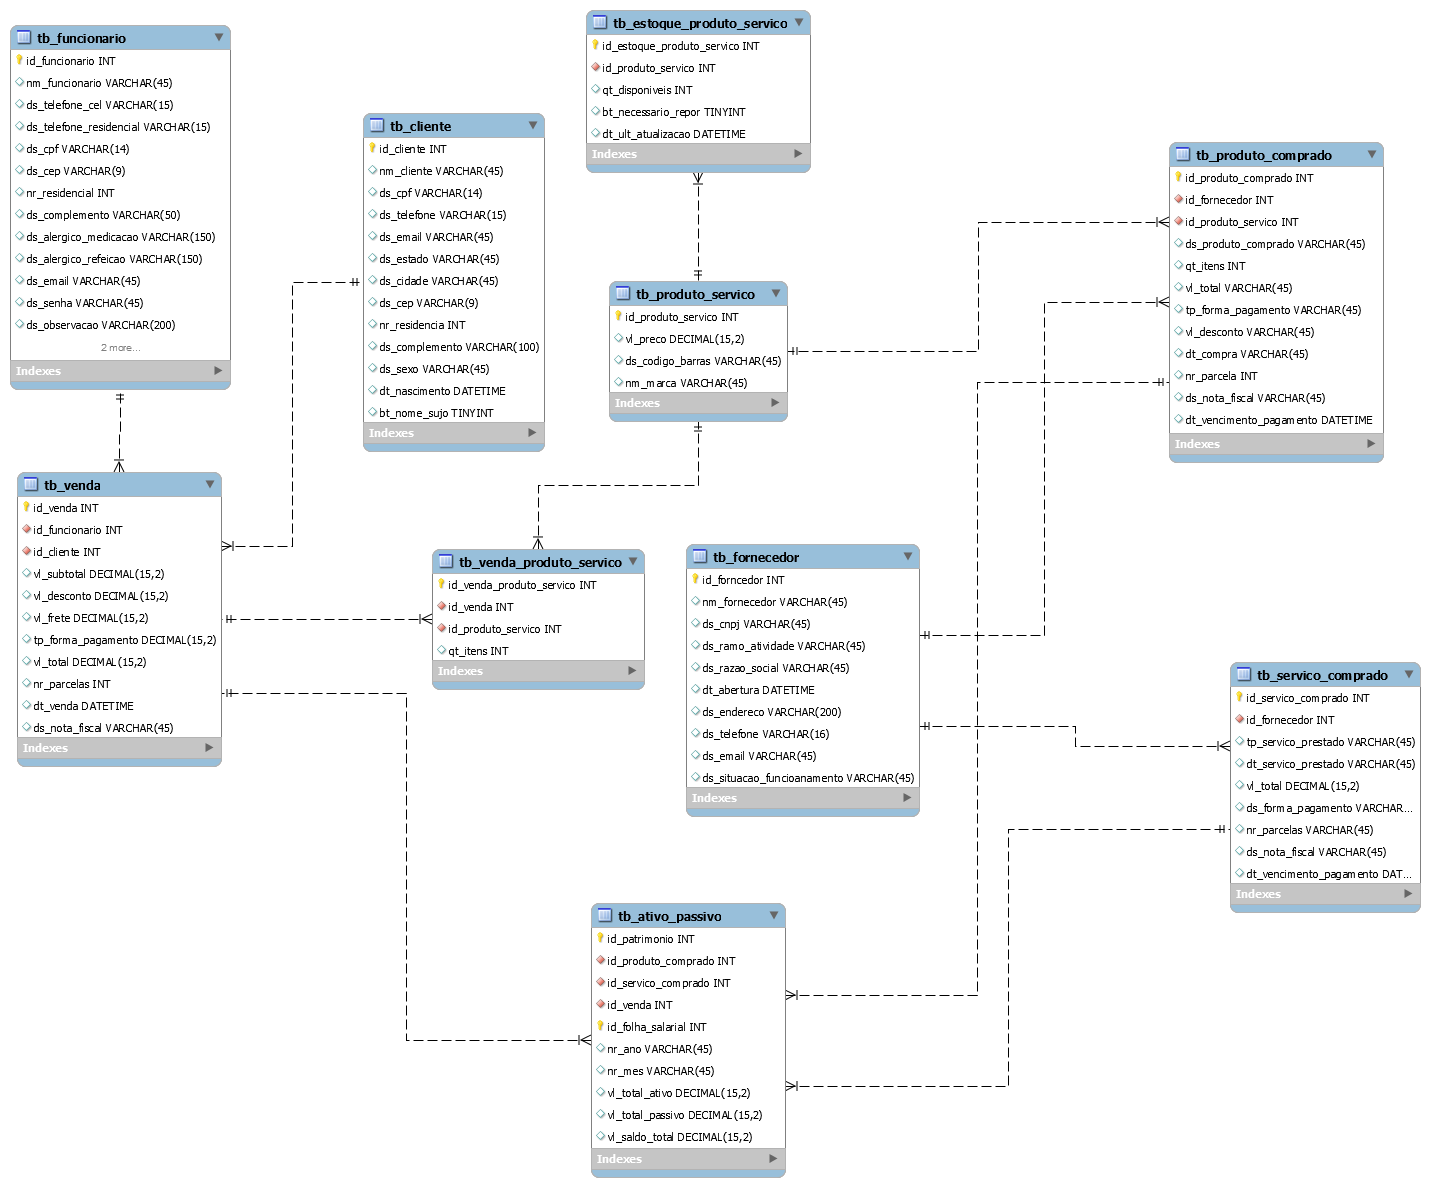 tb_funcionario
id_funcionario INT
nm_funcionario VARCHAR(45)
ds_telefone_cel VARCHAR(15)
ds_telefone_residencial VARCHAR(15)
ds_cpf VARCHAR(14)
ds_cep VARCHAR(9)
nr_residencial INT
ds_complemento VARCHAR(50)
ds_alergico_medicacao VARCHAR(150)
ds_alergico_refeicao VARCHAR(150)
ds_email VARCHAR(45)
ds_senha VARCHAR(45)
ds_observacao VARCHAR(200)
2 more...
Indexes
tb_cliente
id_cliente INT
nm_cliente VARCHAR(45)
ds_cpf VARCHAR(14)
ds_telefone VARCHAR(15)
ds_email VARCHAR(45)
ds_estado VARCHAR(45)
ds_cidade VARCHAR(45)
ds_cep VARCHAR(9)
nr_residencia INT
ds_complemento VARCHAR(100)
ds_sexo VARCHAR(45)
dt_nascimento DATETIME
bt_nome_sujo TINYINT
Indexes
tb_estoque_produto_servico
id_estoque_produto_servico INT
id_produto_servico INT
qt_disponiveis INT
bt_necessario_repor TINYINT
dt_ult_atualizacao DATETIME
Indexes
tb_produto_servico
id_produto_servico INT
vl_preco DECIMAL(15,2)
ds_codigo_barras VARCHAR(45)
nm_marca VARCHAR(45)
Indexes
tb_produto_comprado
id_produto_comprado INT
id_fornecedor INT
id_produto_servico INT
ds_produto_comprado VARCHAR(45)
qt_itens INT
vl_total VARCHAR(45)
tp_forma_pagamento VARCHAR(45)
vl_desconto VARCHAR(45)
dt_compra VARCHAR(45)
nr_parcela INT
ds_nota_fiscal VARCHAR(45)
dt_vencimento_pagamento DATETIME
Indexes
tb_venda
id_venda INT
id_funcionario INT
id_cliente INT
vl_subtotal DECIMAL(15,2)
vl_desconto DECIMAL(15,2)
vl_frete DECIMAL(15,2)
tp_forma_pagamento DECIMAL(15,2)
vl_total DECIMAL(15,2)
nr_parcelas INT
dt_venda DATETIME
ds_nota_fiscal VARCHAR(45)
Indexes
tb_venda_produto_servico
id_venda_produto_servico INT
id_venda INT
id_produto_servico INT
qt_itens INT
Indexes
tb_fornecedor
id_forncedor INT
nm_fornecedor VARCHAR(45)
ds_cnpj VARCHAR(45)
ds_ramo_atividade VARCHAR(45)
ds_razao_social VARCHAR(45)
dt_abertura DATETIME
ds_endereco VARCHAR(200)
ds_telefone VARCHAR(16)
ds_email VARCHAR(45)
ds_situacao_funcioanamento VARCHAR(45)
Indexes
tb_servico_comprado
id_servico_comprado INT
id_fornecedor INT
tp_servico_prestado VARCHAR(45)
dt_servico_prestado VARCHAR(45)
vl_total DECIMAL(15,2)
ds_forma_pagamento VARCHAR...
nr_parcelas VARCHAR(45)
ds_nota_fiscal VARCHAR(45)
dt_vencimento_pagamento DAT...
Indexes
tb_ativo_passivo
id_patrimonio INT
id_produto_comprado INT
id_servico_comprado INT
id_venda INT
id_folha_salarial INT
nr_ano VARCHAR(45)
nr_mes VARCHAR(45)
vl_total_ativo DECIMAL(15,2)
vl_total_passivo DECIMAL(15,2)
vl_saldo_total DECIMAL(15,2)
Indexes